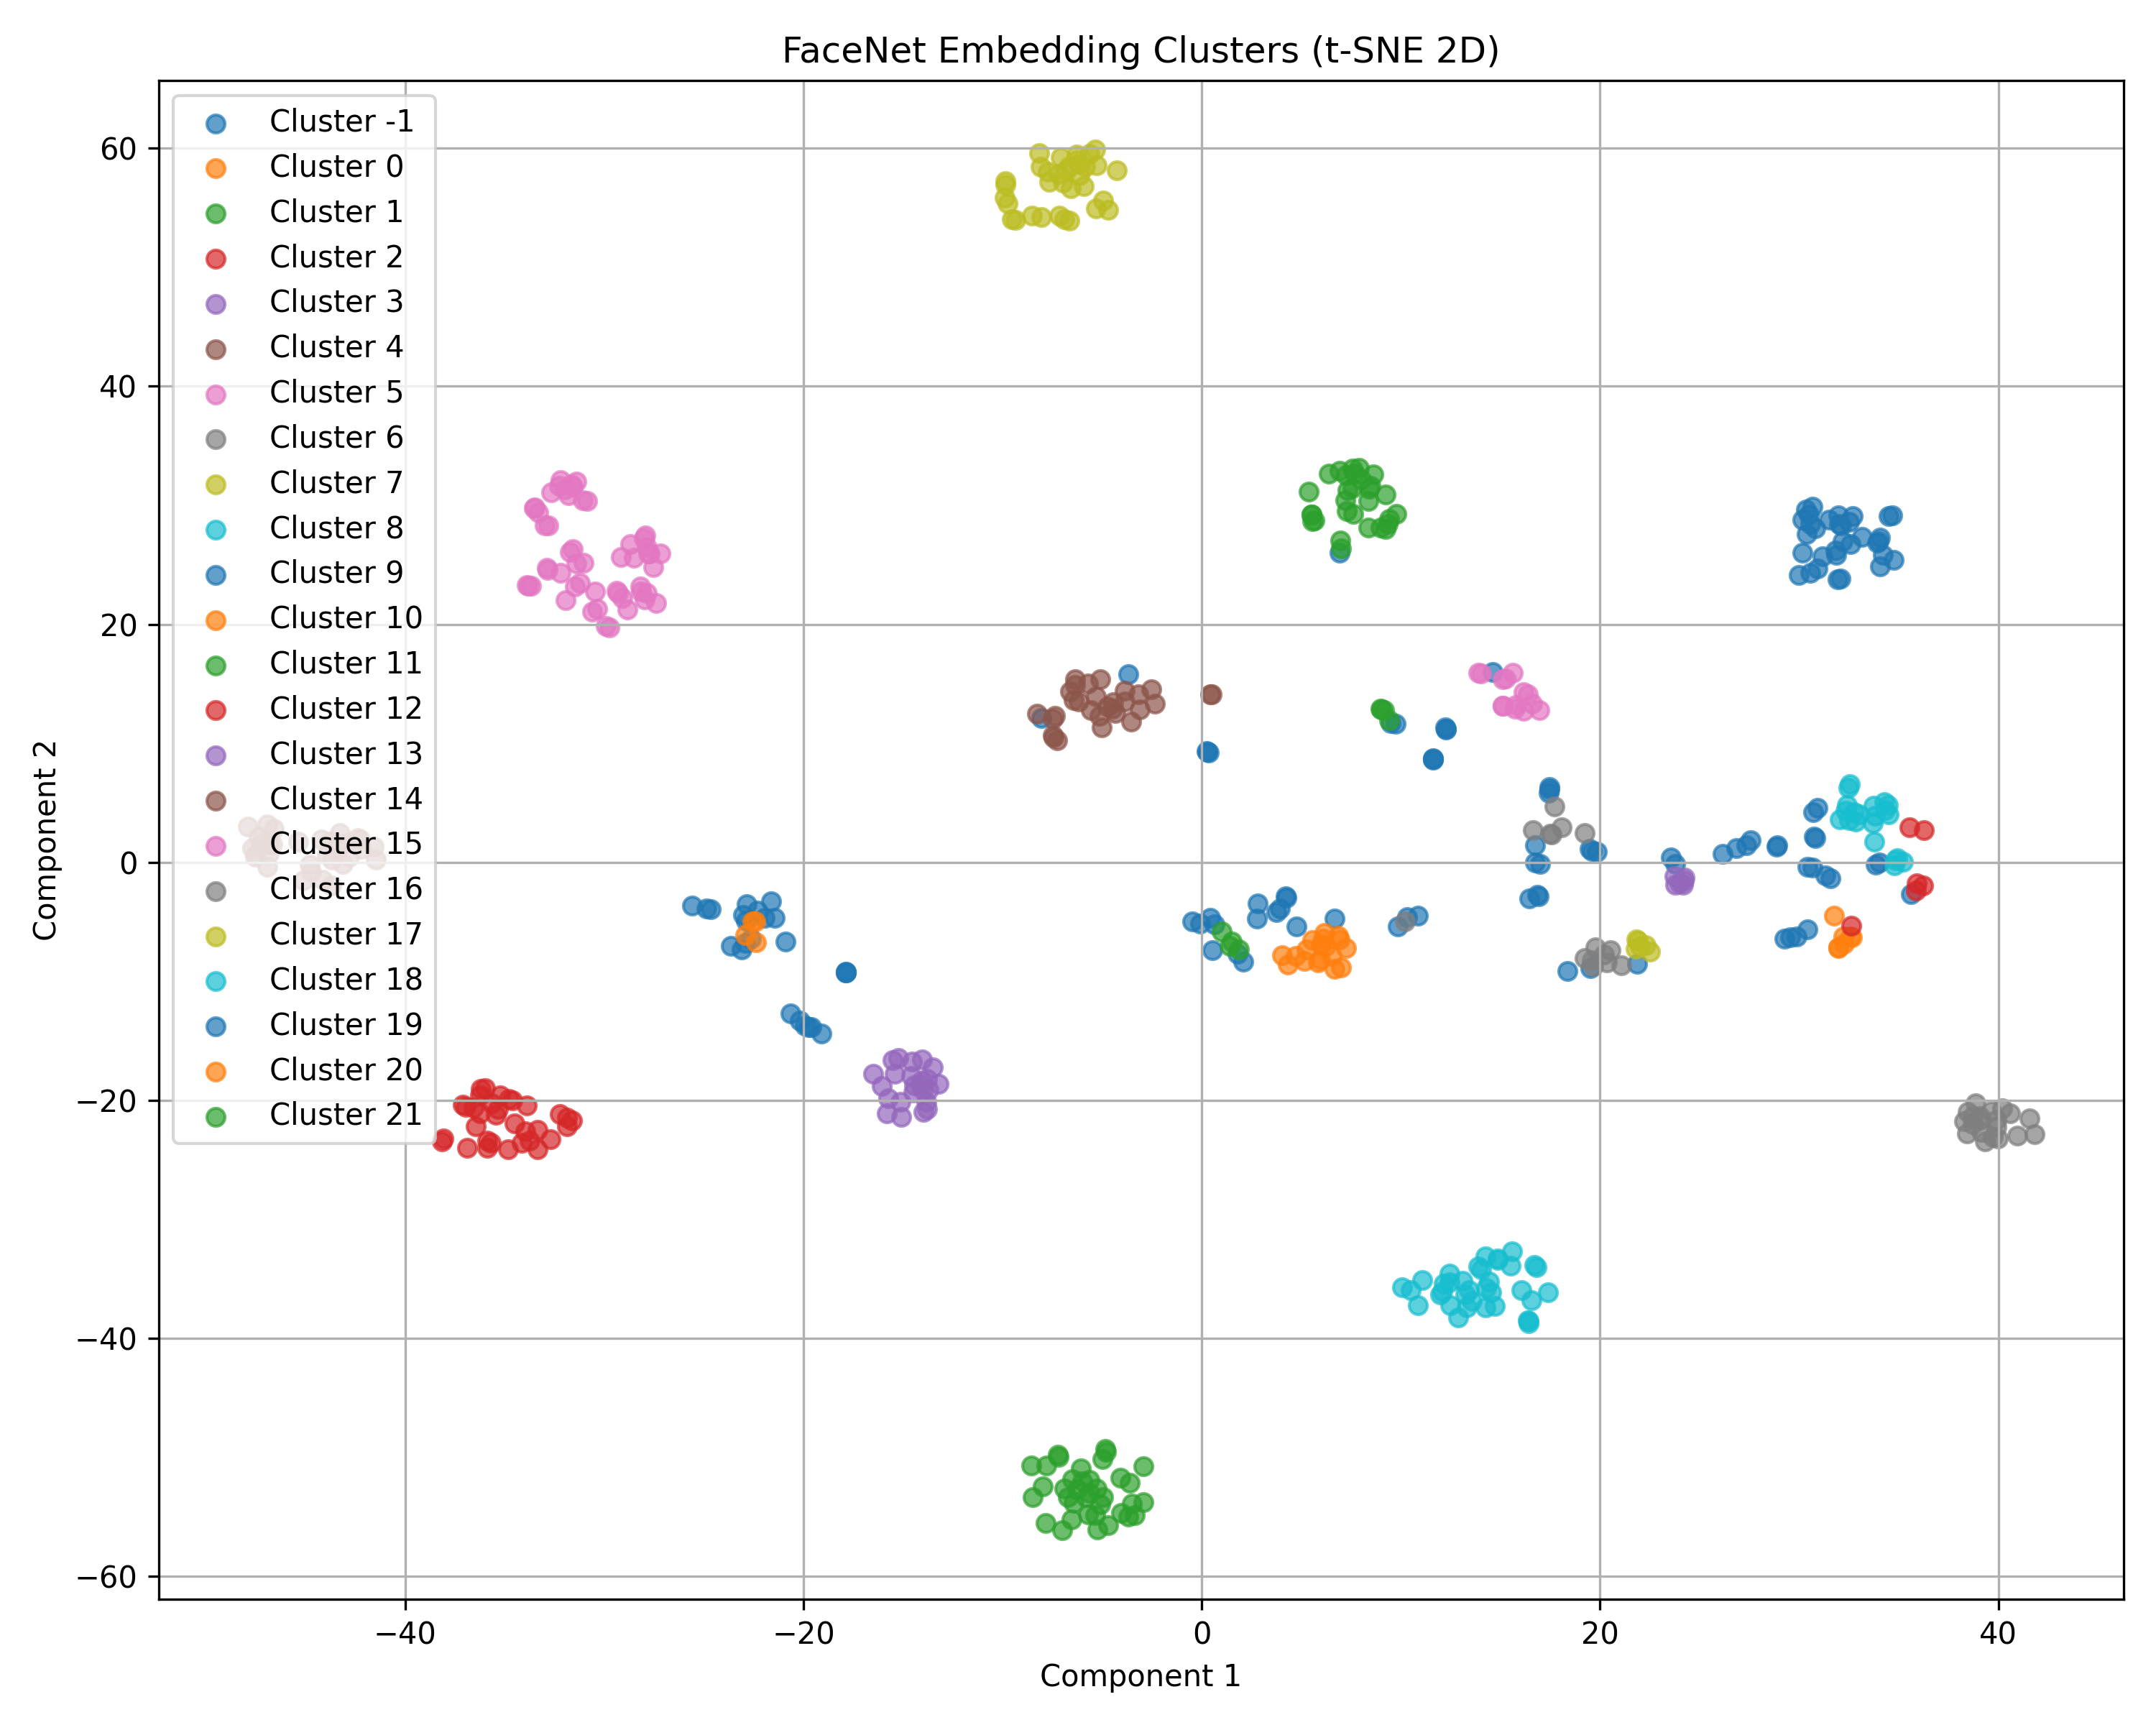 FaceNet Embedding Clusters (t-SNE 2D)
Cluster -1
Cluster 0
Cluster 1
Cluster 2
Cluster 3
Cluster 4
Cluster 5
Cluster 6
Cluster 7
Cluster 8
Cluster 9
Cluster 10
Cluster 11
Cluster 12
Cluster 13
Cluster 14
Cluster 15
Cluster 16
Cluster 17
Cluster 18
Cluster 19
Cluster 20
Cluster 21
60
40
20
0
−20
−40
−60
Component 2
−40
−20
0
20
40
Component 1